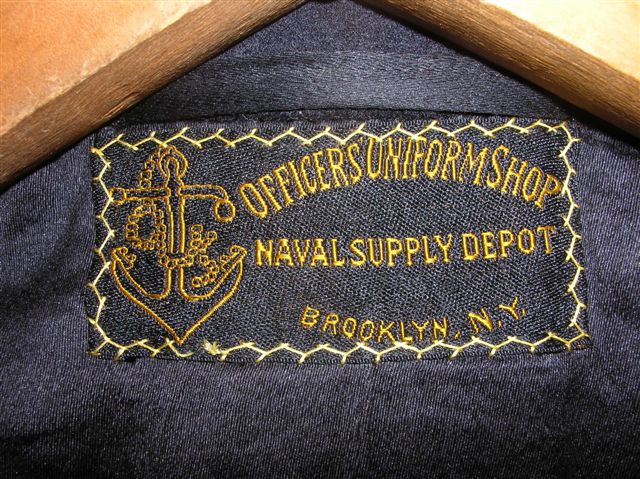 OFFICERS UNIFORM SHOP
NAVAL SUPPLY DEPOT
BROOKLYN, N.Y.